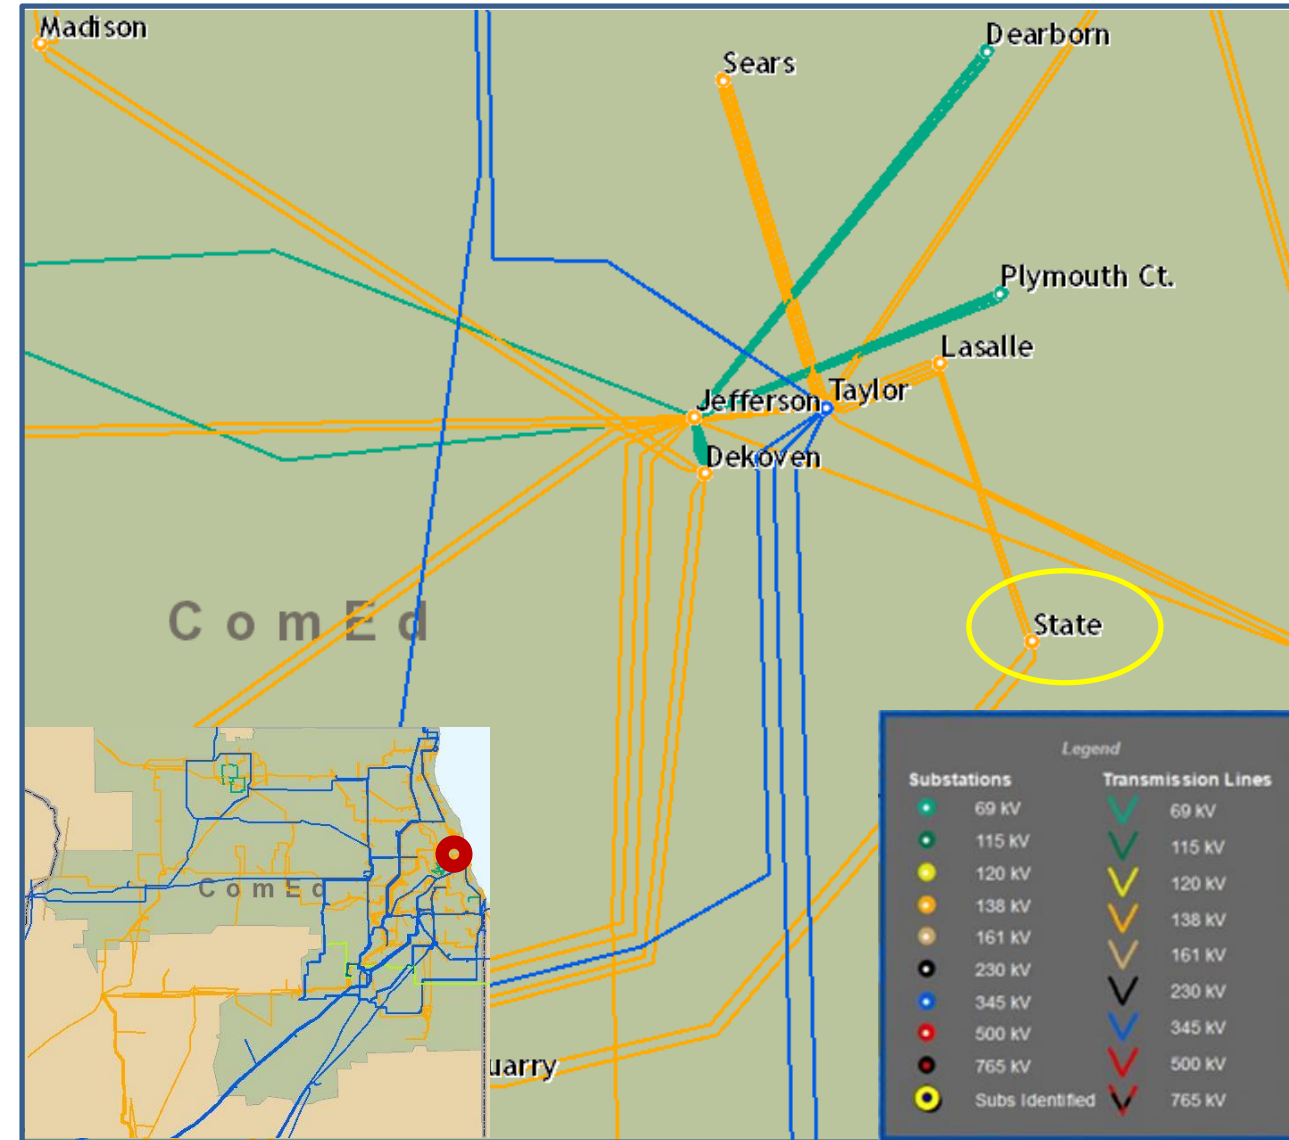 Madison
Dearborn
Sears
Plymouth Ct.
Lasalle
Taylor
Jefferson
Dekoven
ComEd
State
uarry
ComEd
Legend
Substations
69 kV
115 kV
120 kV
138 kV
161 kV
230 kV
345 kV
500 kV
765 kV
Subs Identified
Transmission Lines
69 kV
115 kV
120 kV
138 kV
161 kV
230 kV
345 kV
500 kV
765 kV